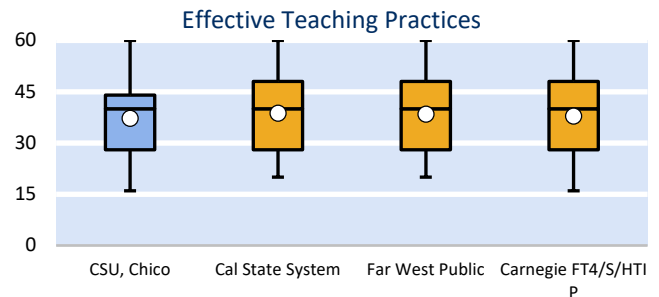 Effective Teaching Practices
60
45
30
15
0
CSU, Chico
Cal State System
Far West Public
Carnegie FT4/S/HTI
P